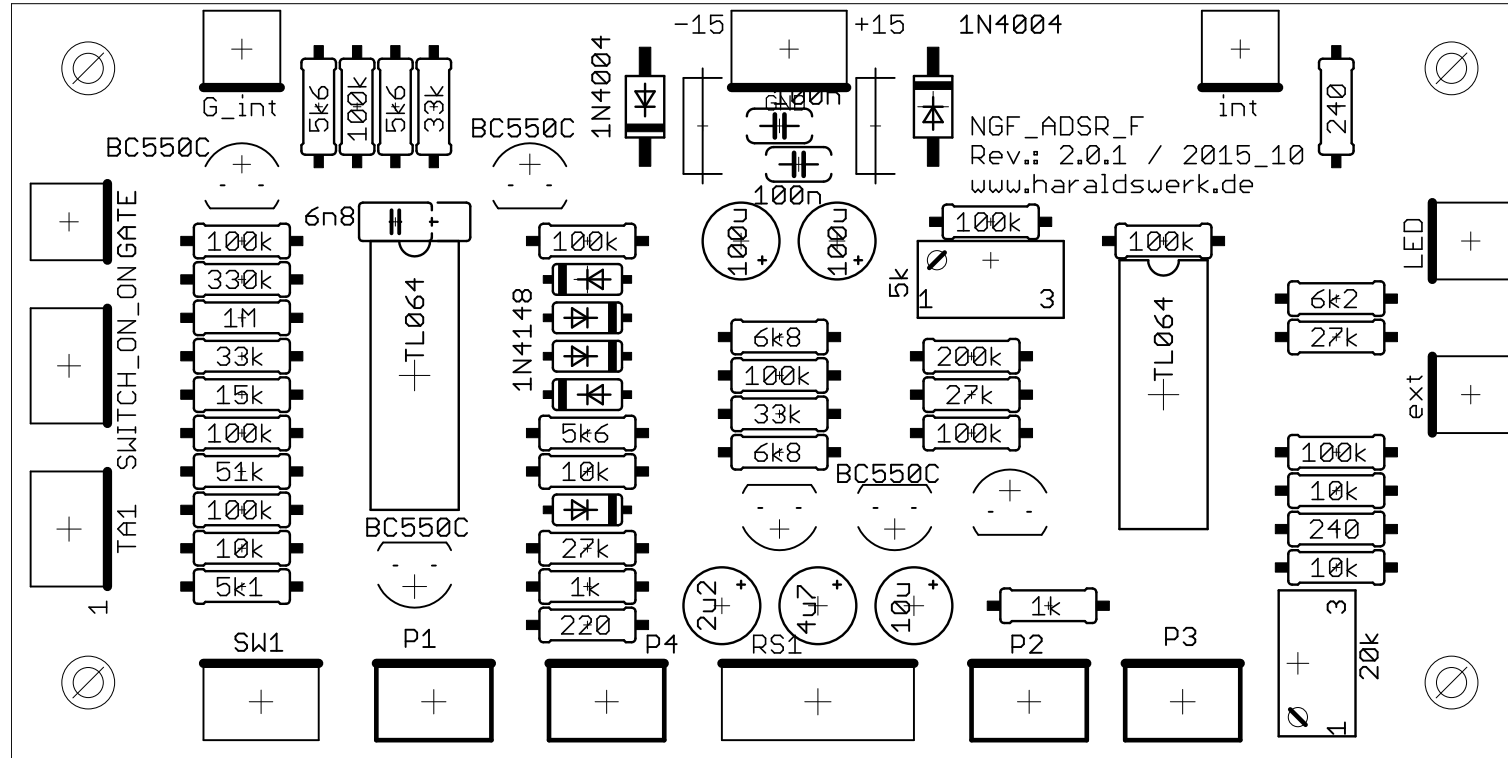 -15
+15
1N4004
1N4004
G_int
5k6
100k
5k6
33k
BC550C
BC550C
GND
100n
100n
NGF_ADSR_F
Rev.: 2.0.1 / 2015_10
www.haraldswerk.de
int
240
GATE
SWITCH_ON_ON
TA1
1
6n8
100k
330k
1M
33k
15k
100k
51k
100k
10k
5k1
TL064
BC550C
100k
1N4148
5k6
10k
27k
1k
220
100u
100u
6k8
100k
33k
6k8
BC550C
100k
5k
1
3
200k
27k
100k
100k
TL064
LED
6k2
27k
ext
100k
10k
240
10k
2u2
4u7
10u
1k
3
20k
1
SW1
P1
P4
RS1
P2
P3